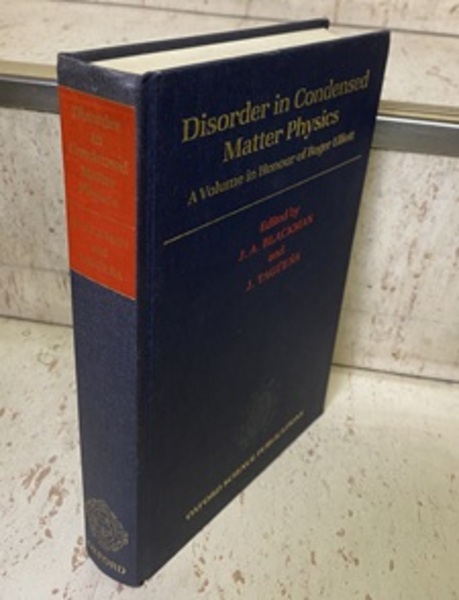 Disorder in Condensed
Matter Physics
A Volume in Honour of Roger Elliott
Edited by
J. A. BLACKMAN
and
J. TAGÜEÑA
OXFORD SCIENCE PUBLICATIONS
Disorder
in
Condensed
Matter
Physics
BLACKMAN
and
TAGÜEÑA
OXFORD